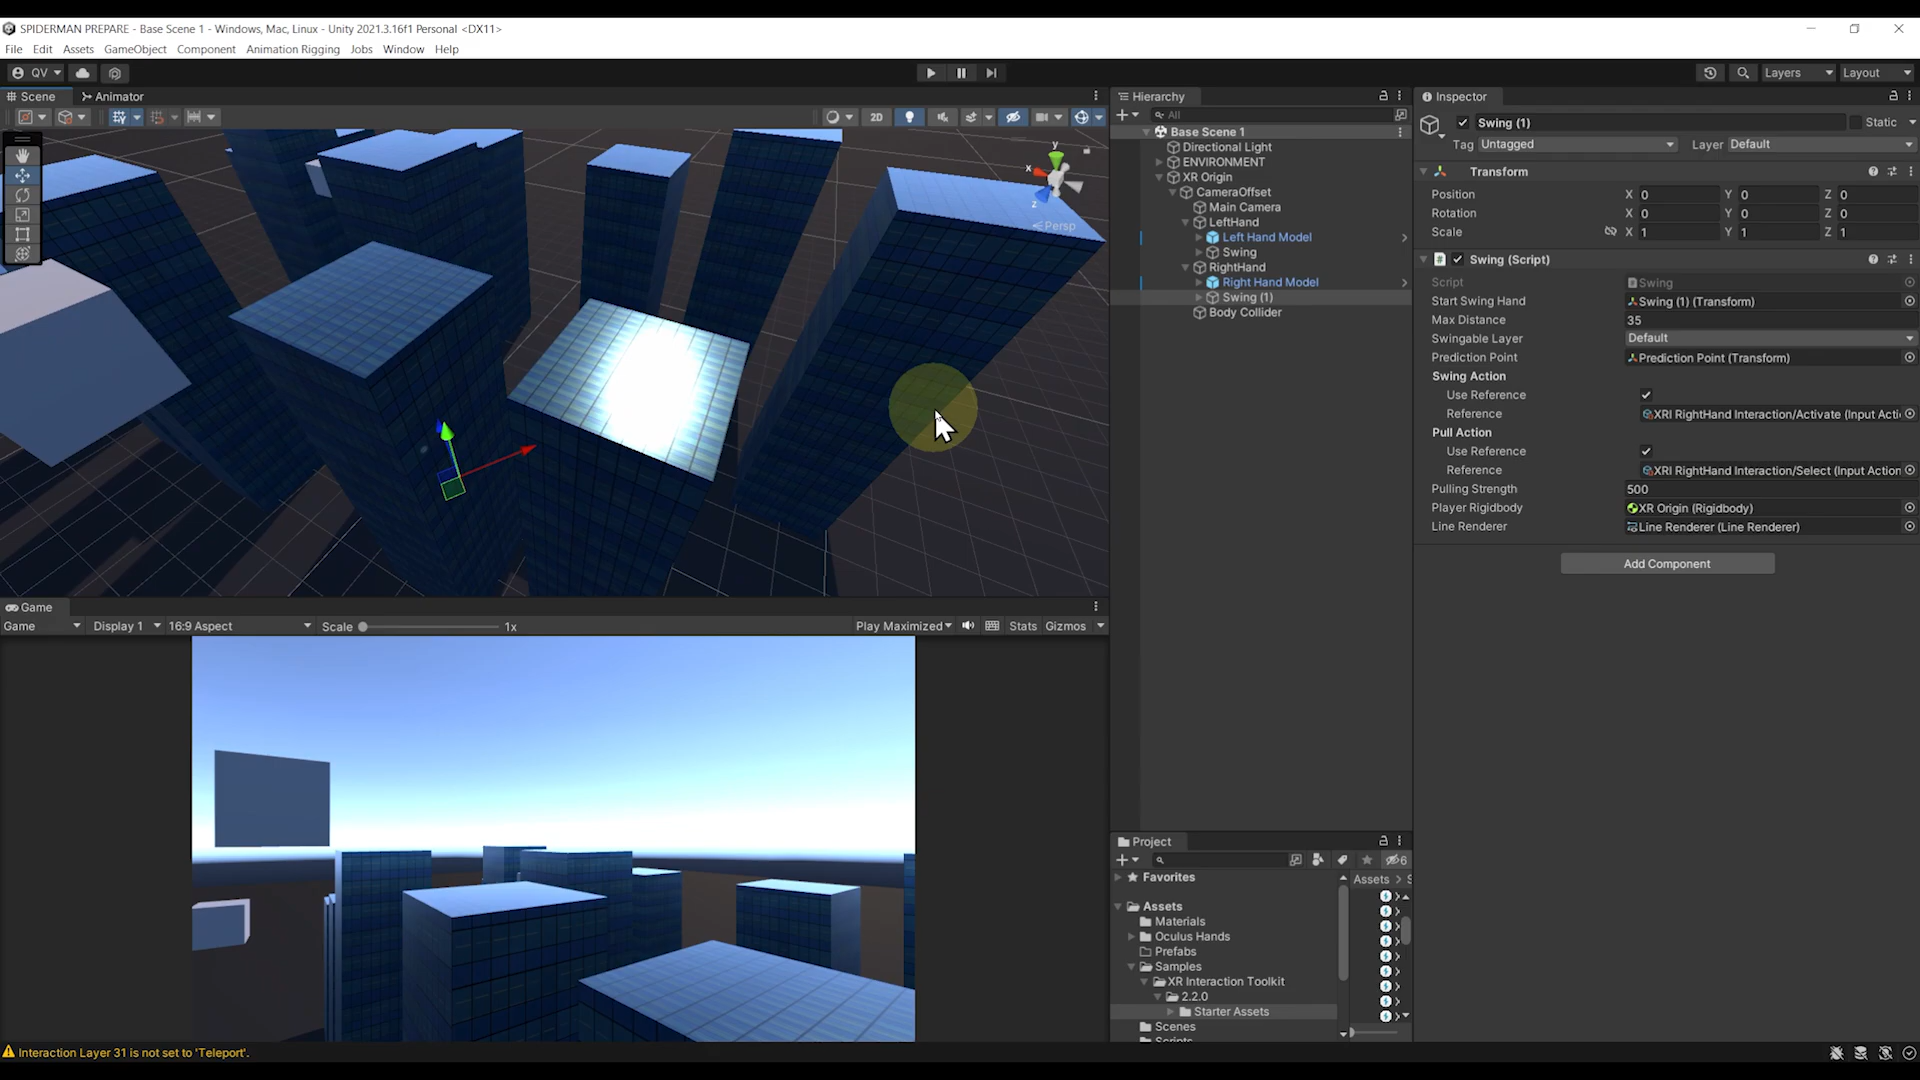 SPIDERMAN PREPARE - Base Scene 1 - Windows, Mac, Linux - Unity 2021.3.16f1 Personal <DX11>
File Edit Assets GameObject Component Animation Rigging Jobs Window Help
QV Layers Layout
Scene Animator
2D
y
x
z
Persp
Hierarchy
All
Base Scene 1
Directional Light
ENVIRONMENT
XR Origin
CameraOffset
Main Camera
LeftHand
Left Hand Model
Swing
RightHand
Right Hand Model
Swing (1)
Body Collider
Inspector
Swing (1) Static
Tag Untagged Layer Default
Transform
Position X 0 Y 0 Z 0
Rotation X 0 Y 0 Z 0
Scale X 1 Y 1 Z 1
Swing (Script)
Script Swing
Start Swing Hand Swing (1) (Transform)
Max Distance 35
Swingable Layer Default
Prediction Point Prediction Point (Transform)
Swing Action
Use Reference
Reference XRI RightHand Interaction/Activate (Input Acti
Pull Action
Use Reference
Reference XRI RightHand Interaction/Select (Input Action
Pulling Strength 500
Player Rigidbody XR Origin (Rigidbody)
Line Renderer Line Renderer (Line Renderer)
Add Component
Game
Game Display 1 16:9 Aspect Scale 1x Play Maximized Stats Gizmos
Project
6
Favorites
Assets
Materials
Oculus Hands
Prefabs
Samples
XR Interaction Toolkit
2.2.0
Starter Assets
Scenes
Scripts
Assets > S
Interaction Layer 31 is not set to 'Teleport'.